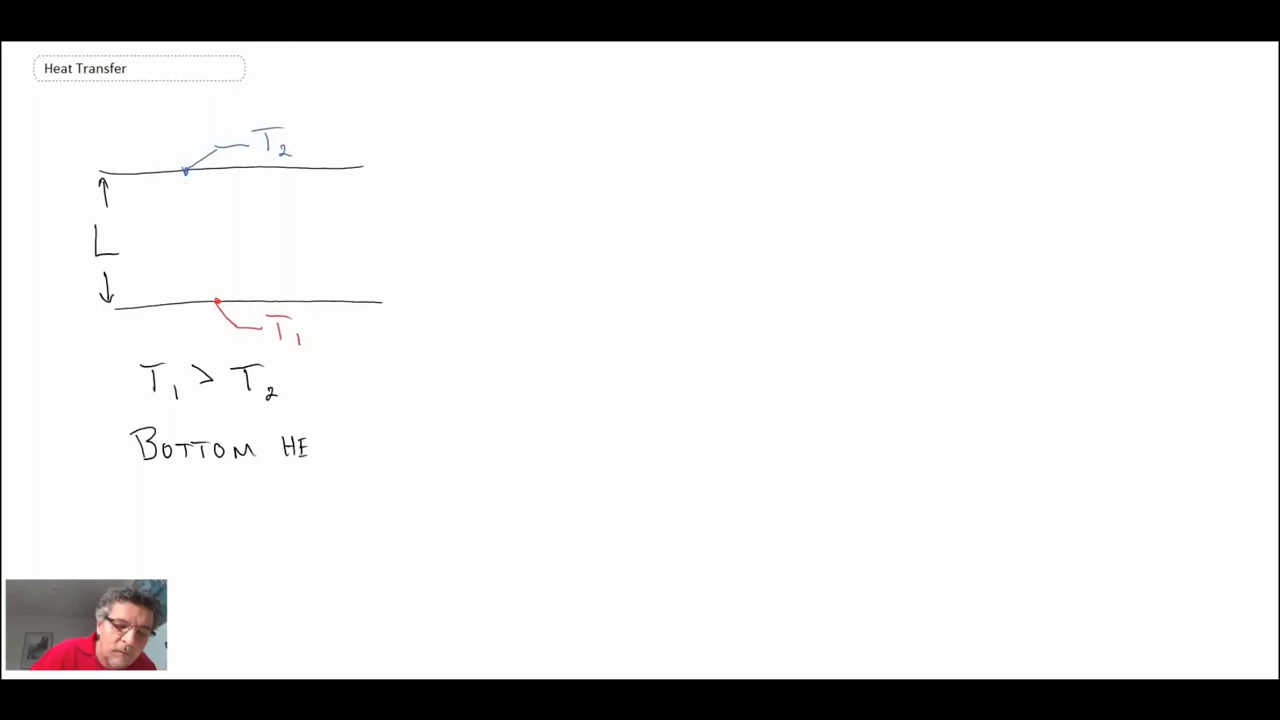 Heat Transfer
T2
L
T1
T1 > T2
BOTTOM HE